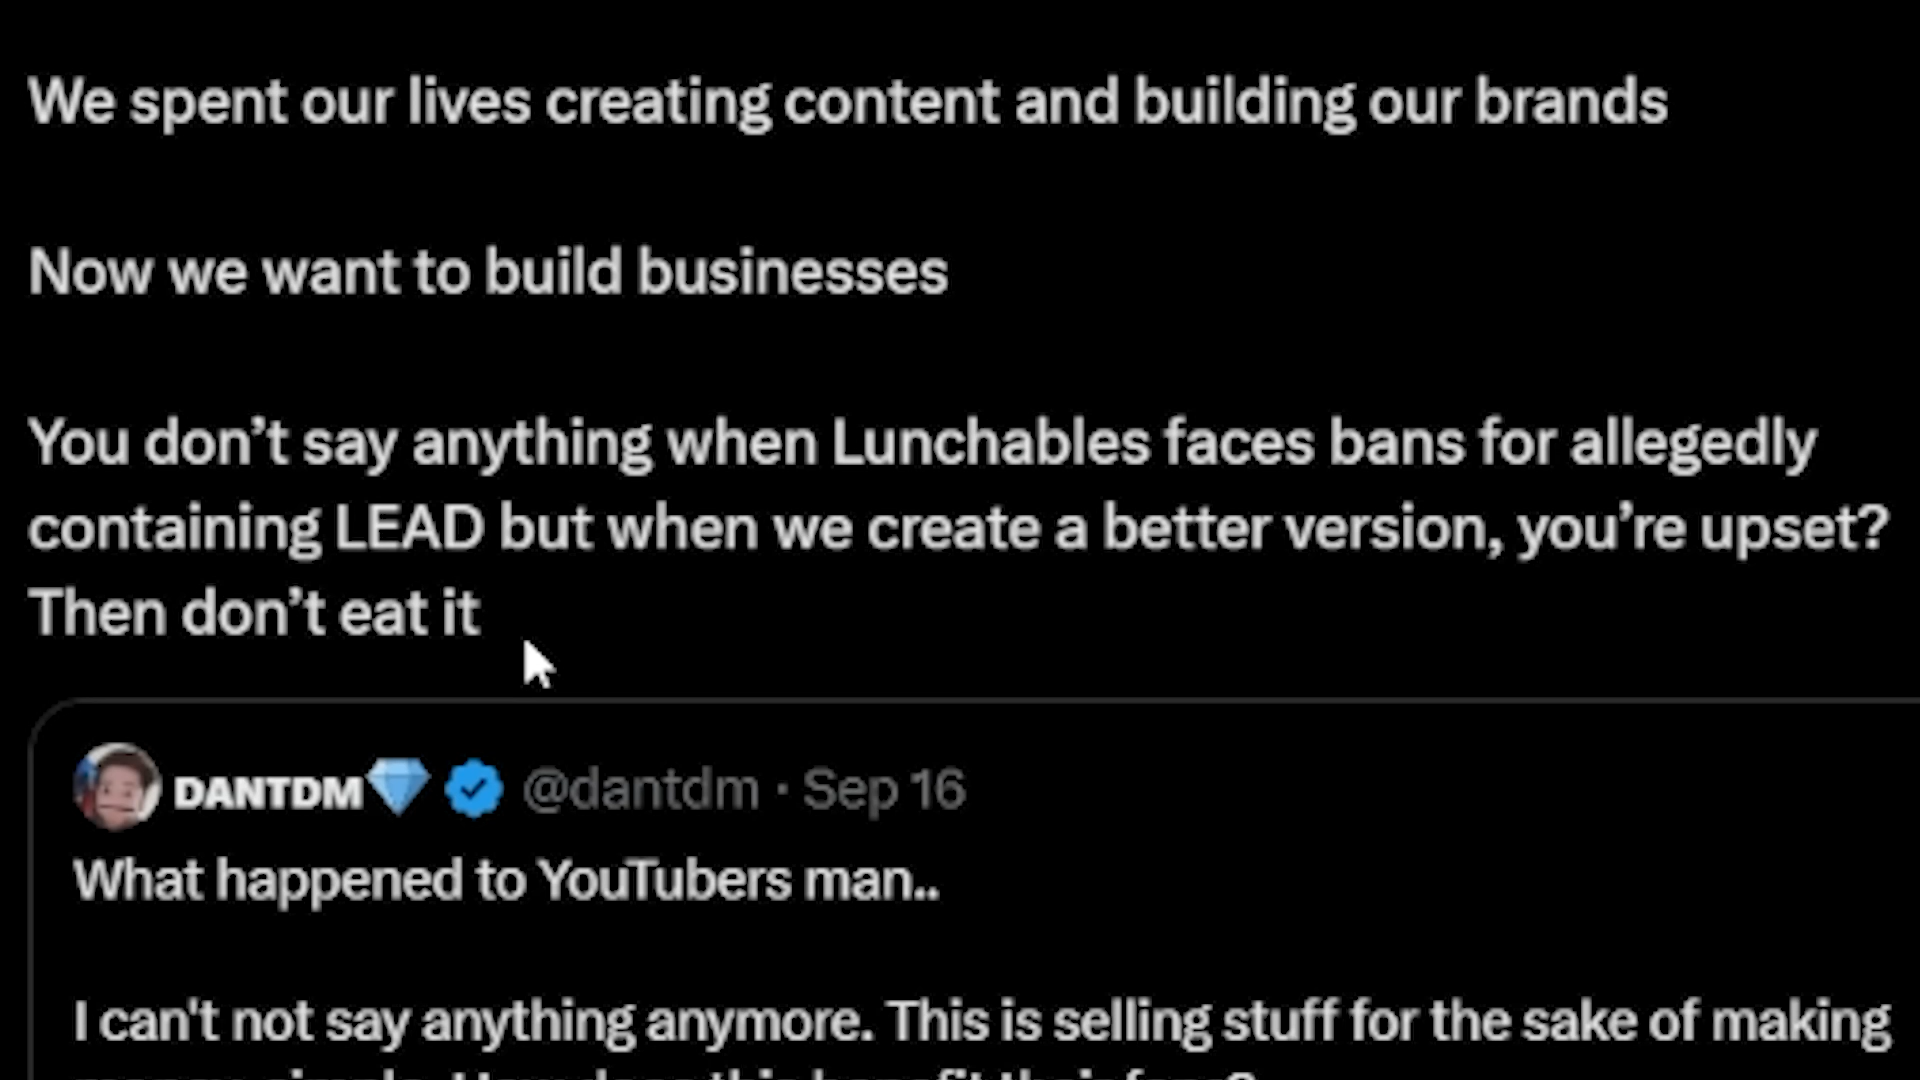 We spent our lives creating content and building our brands
Now we want to build businesses
You don’t say anything when Lunchables faces bans for allegedly
containing LEAD but when we create a better version, you’re upset?
Then don’t eat it
DANTDM💎 @dantdm · Sep 16
What happened to YouTubers man..
I can't not say anything anymore. This is selling stuff for the sake of making